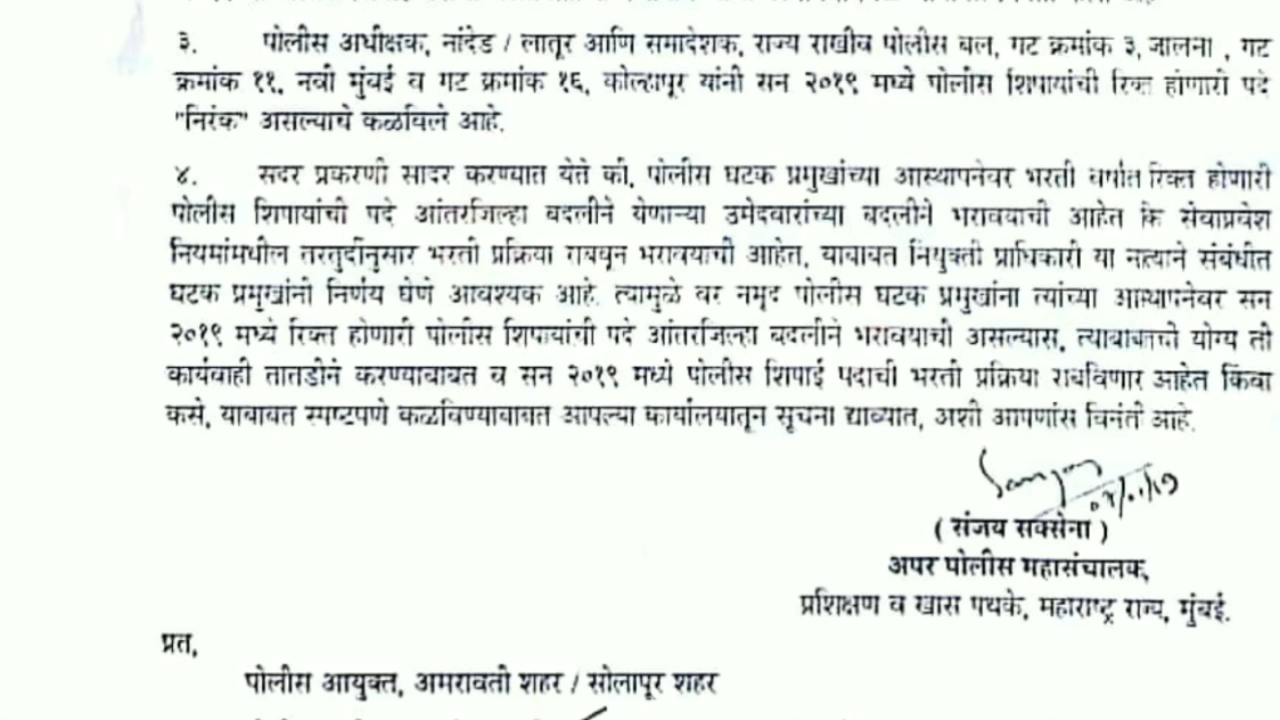 ३. पोलीस अधीक्षक, नांदेड / लातूर आणि समादेशक, राज्य राखीव पोलीस बल, गट क्रमांक ३, जालना , गट
क्रमांक ११, नवी मुंबई व गट क्रमांक १६, कोल्हापूर यांनी सन २०१९ मध्ये पोलीस शिपायांची रिक्त होणारी पदे
"निरंक" असल्याचे कळविले आहे.
४. सदर प्रकरणी सादर करण्यात येते की, पोलीस घटक प्रमुखांच्या आस्थापनेवर भरती वर्षात रिक्त होणारी
पोलीस शिपायांची पदे आंतरजिल्हा बदलीने येणाऱ्या उमेदवारांच्या बदलीने भरावयाची आहेत कि सेवाप्रवेश
नियमांमधील तरतुदींनुसार भरती प्रक्रिया राबवून भरावयाची आहेत, याबाबत नियुक्ती प्राधिकारी या नात्याने संबंधीत
घटक प्रमुखांनी निर्णय घेणे आवश्यक आहे. त्यामुळे वर नमूद पोलीस घटक प्रमुखांना त्यांच्या आस्थापनेवर सन
२०१९ मध्ये रिक्त होणारी पोलीस शिपायांची पदे आंतरजिल्हा बदलीने भरावयाची असल्यास, त्याबाबतची योग्य ती
कार्यवाही तातडीने करण्याबाबत व सन २०१९ मध्ये पोलीस शिपाई पदाची भरती प्रक्रिया राबविणार आहेत किंवा
कसे, याबाबत स्पष्टपणे कळविण्याबाबत आपल्या कार्यालयातून सूचना द्याव्यात, अशी आपणांस विनंती आहे.
( संजय सक्सेना )
अपर पोलीस महासंचालक,
प्रशिक्षण व खास पथके, महाराष्ट्र राज्य, मुंबई.
प्रत,
पोलीस आयुक्त, अमरावती शहर / सोलापूर शहर